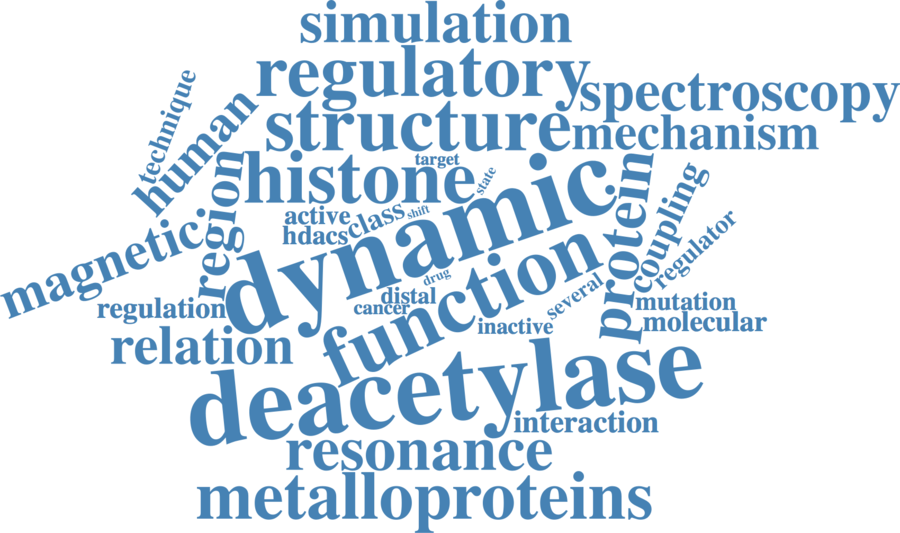 simulation
regulatory
spectroscopy
technique
human
structure
mechanism
target
histone
state
region
protein
coupling
active
class
shift
dynamic
regulator
hdacs
magnetic
function
drug
distal
several
regulation
cancer
mutation
inactive
molecular
relation
deacetylase
interaction
resonance
metalloproteins